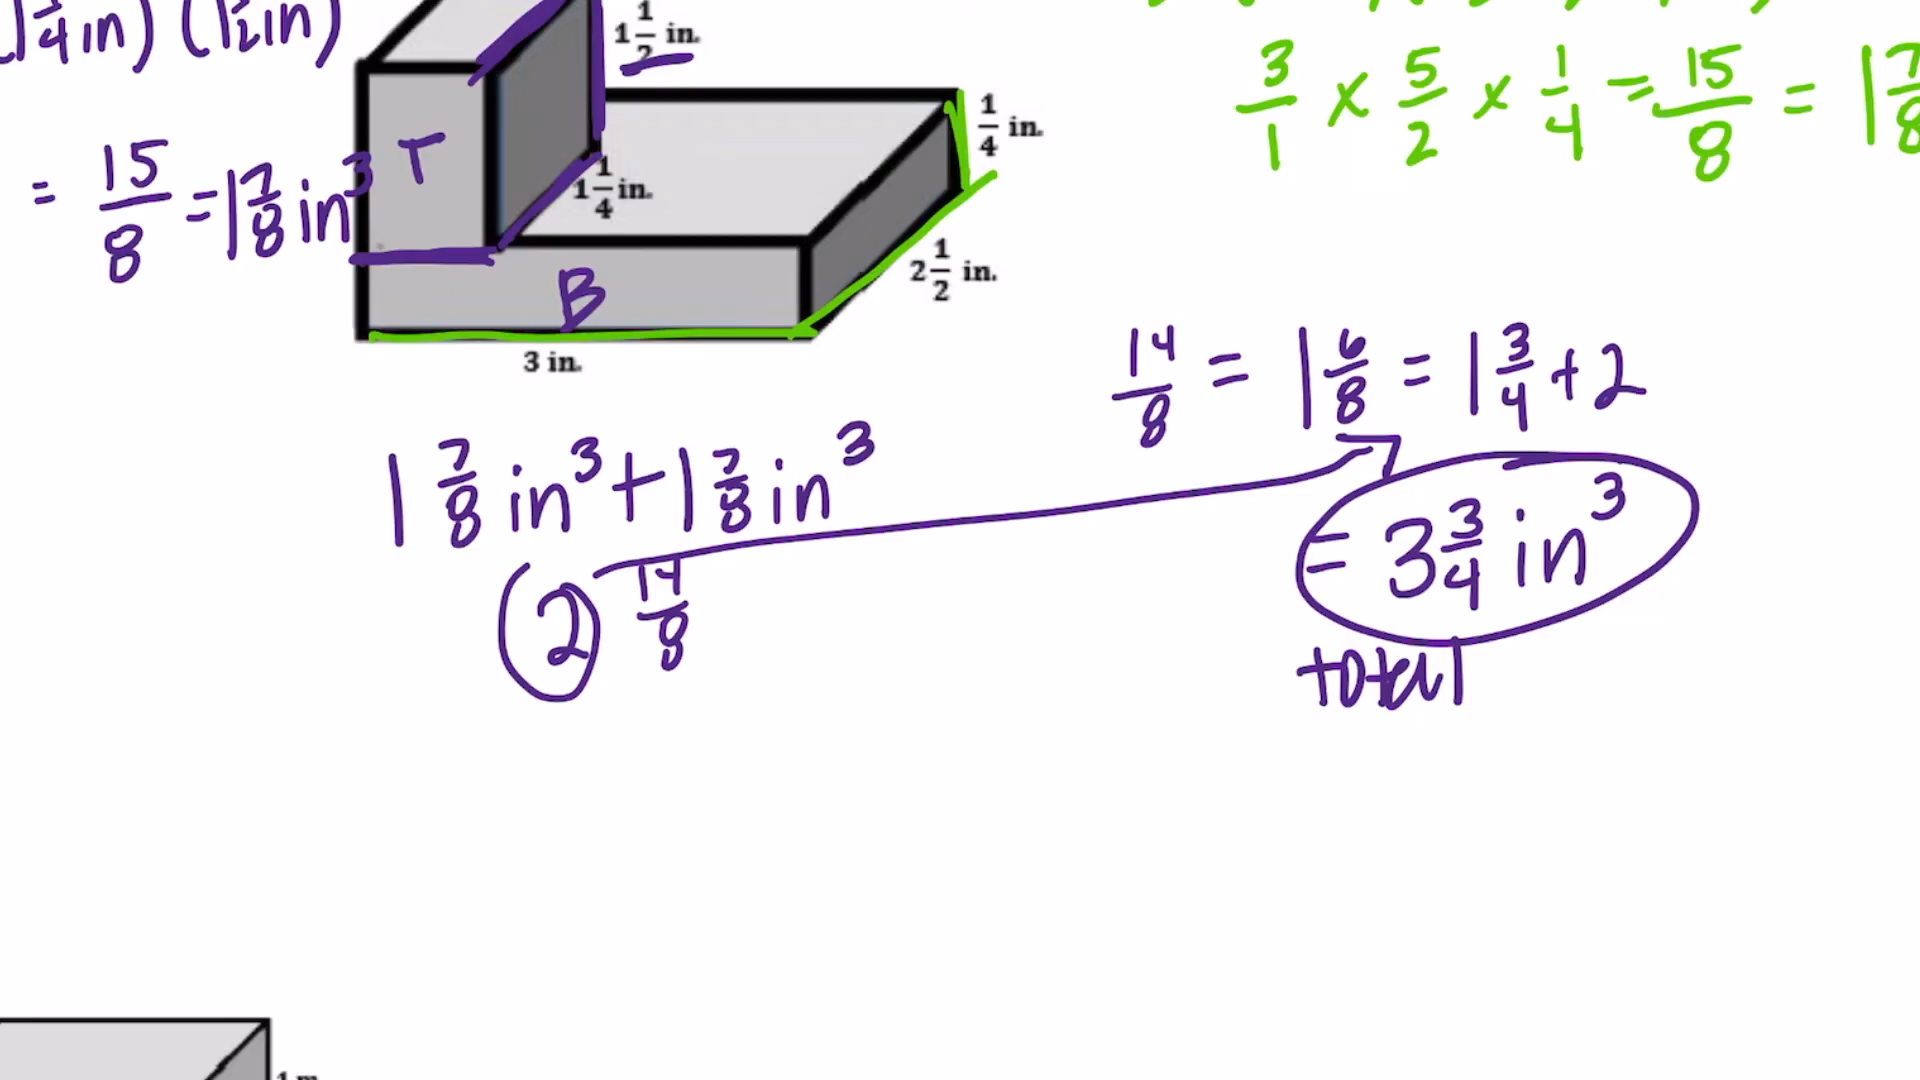 1 1/4 in) (1 1/2 in)
1 1/2 in.
1/4 in.
3/1 x 5/2 x 1/4 = 15/8 = 1 7/8
= 15/8 = 1 7/8 in³
T
1 1/4 in.
2 1/2 in.
B
3 in.
14/8 = 1 6/8 = 1 3/4 + 2
1 7/8 in³ + 1 7/8 in³
= 3 3/4 in³
2 14/8
total